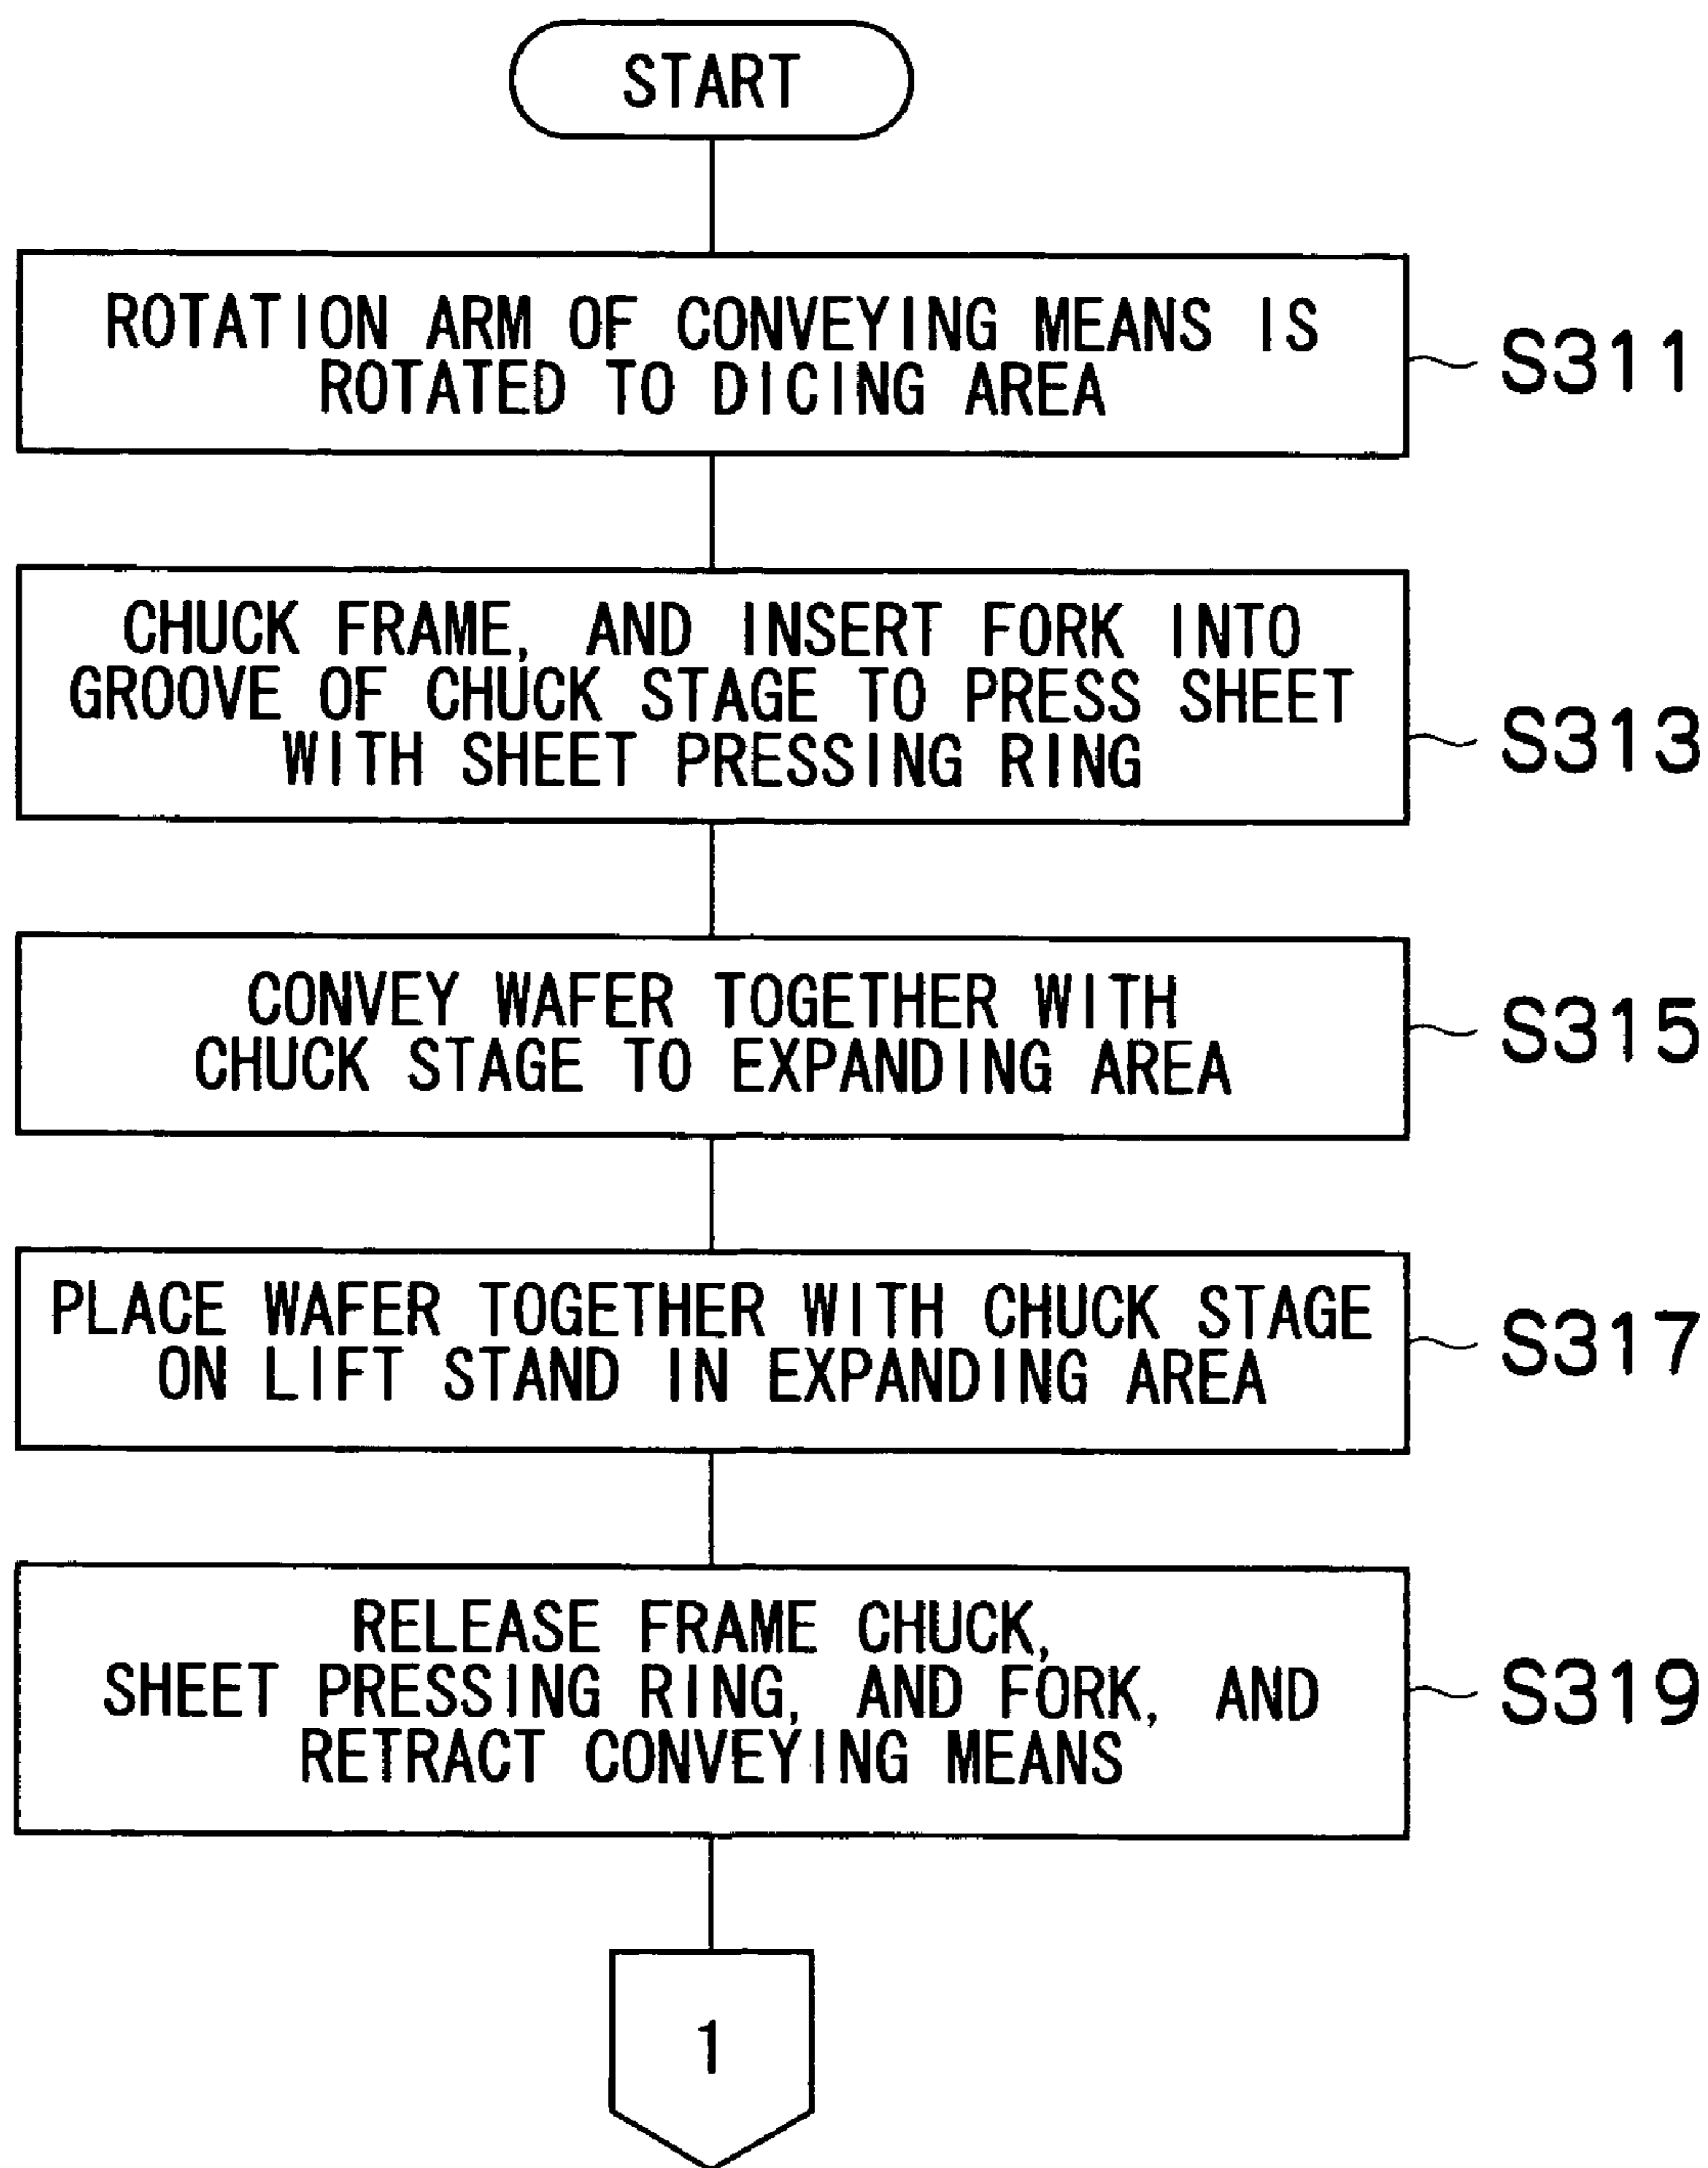 START
ROTATION ARM OF CONVEYING MEANS IS
ROTATED TO DICING AREA
S311
CHUCK FRAME, AND INSERT FORK INTO
GROOVE OF CHUCK STAGE TO PRESS SHEET
WITH SHEET PRESSING RING
S313
CONVEY WAFER TOGETHER WITH
CHUCK STAGE TO EXPANDING AREA
S315
PLACE WAFER TOGETHER WITH CHUCK STAGE
ON LIFT STAND IN EXPANDING AREA
S317
RELEASE FRAME CHUCK,
SHEET PRESSING RING, AND FORK, AND
RETRACT CONVEYING MEANS
S319
1